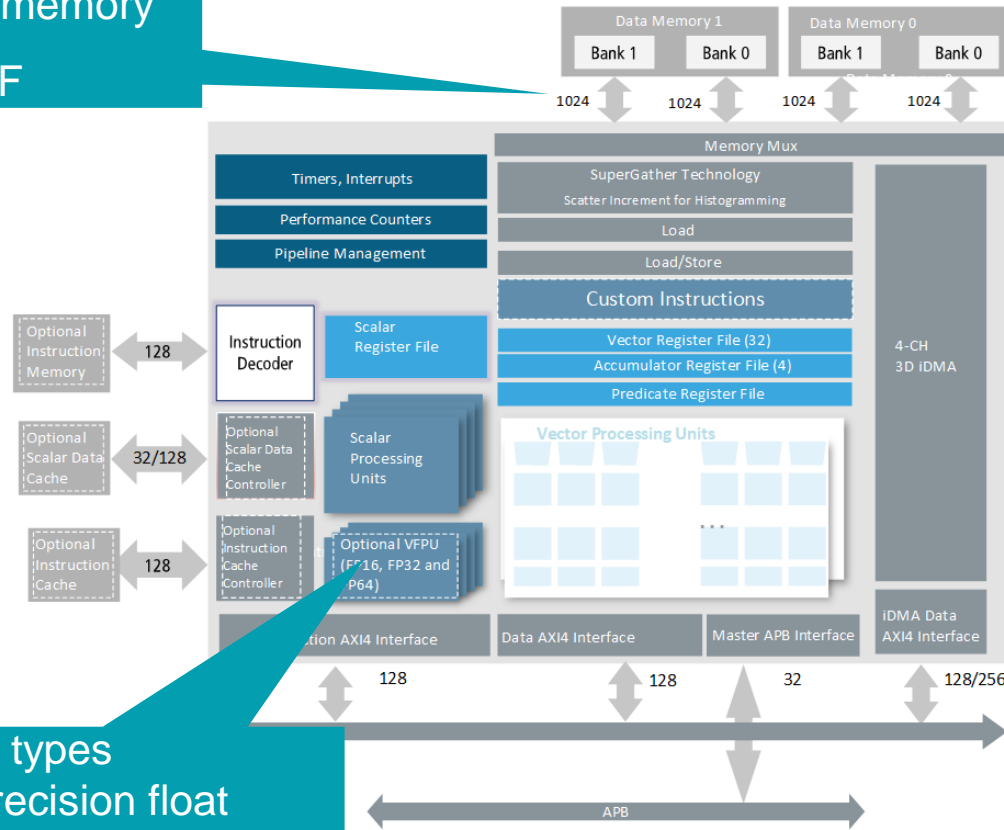 memory
F
Data Memory 1
Data Memory 0
Bank 1
Bank 0
Bank 1
Bank 0
1024
1024
1024
1024
Memory Mux
Timers, Interrupts
Performance Counters
Pipeline Management
SuperGather Technology
Scatter Increment for Histogramming
Load
Load/Store
Custom Instructions
Optional
Instruction
Memory
128
Instruction
Decoder
Scalar
Register File
Vector Register File (32)
Accumulator Register File (4)
Predicate Register File
4-CH
3D iDMA
Optional
Scalar Data
Cache
32/128
Optional
Scalar Data
Cache
Controller
Scalar
Processing
Units
Vector Processing Units
...
Optional
Instruction
Cache
128
Optional
Instruction
Cache
Controller
Optional VFPU
(FP16, FP32 and
P64)
ction AXI4 Interface
Data AXI4 Interface
Master APB Interface
iDMA Data
AXI4 Interface
128
128
32
128/256
types
recision float
APB